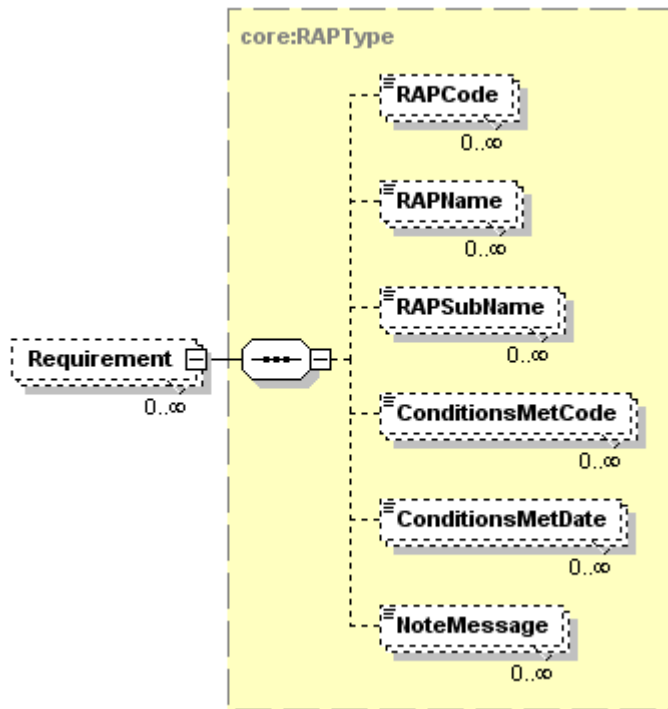 core:RAPType
RAPCode
0..∞
RAPName
0..∞
RAPSubName
0..∞
Requirement
0..∞
ConditionsMetCode
0..∞
ConditionsMetDate
0..∞
NoteMessage
0..∞